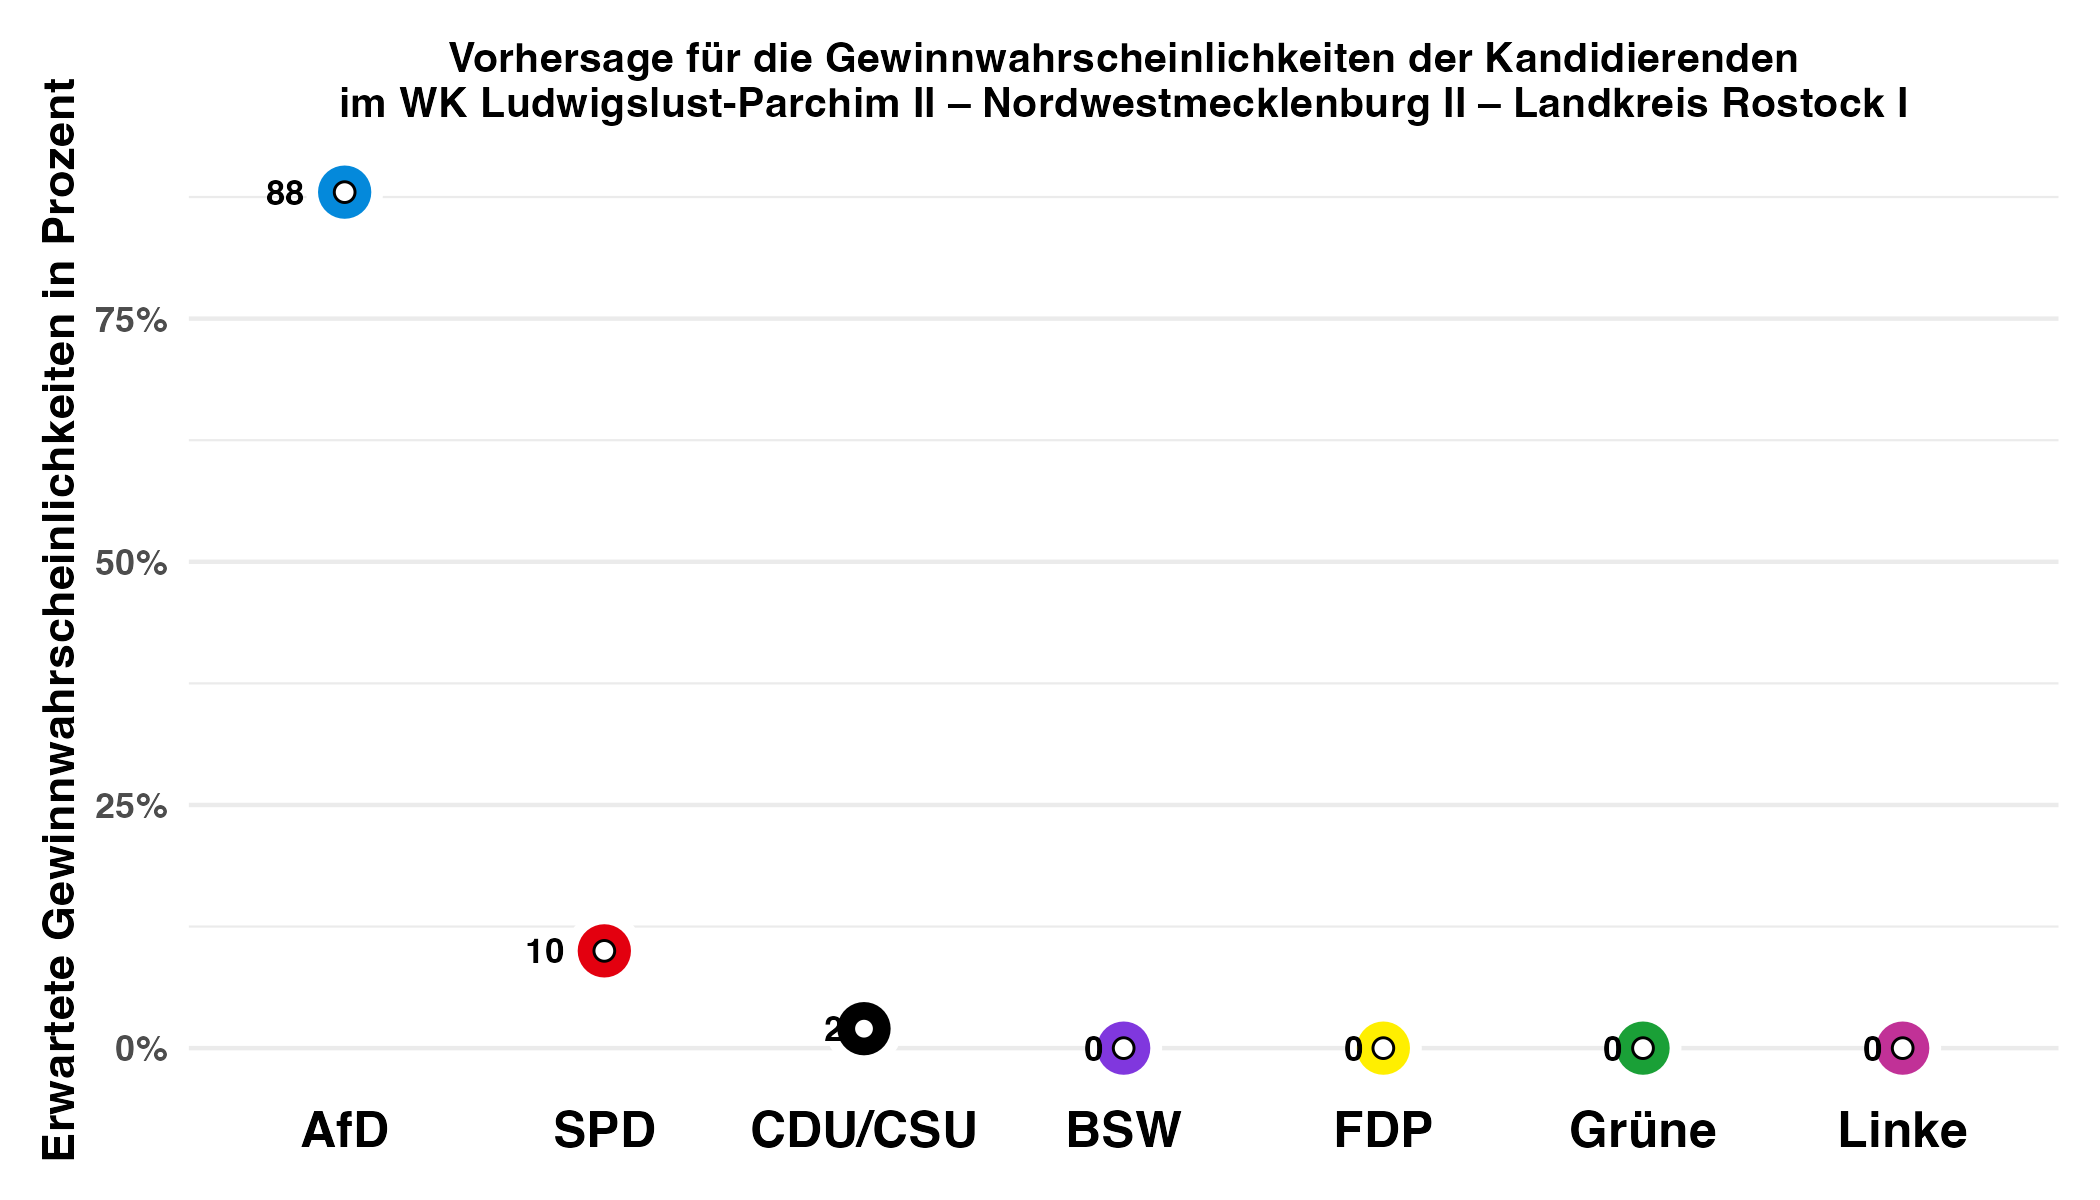 Vorhersage für die Gewinnwahrscheinlichkeiten der Kandidierenden
im WK Ludwigslust-Parchim II – Nordwestmecklenburg II – Landkreis Rostock I
Erwartete Gewinnwahrscheinlichkeiten in Prozent
88
75%
50%
25%
10
2
0%
0
0
0
0
AfD
SPD
CDU/CSU
BSW
FDP
Grüne
Linke